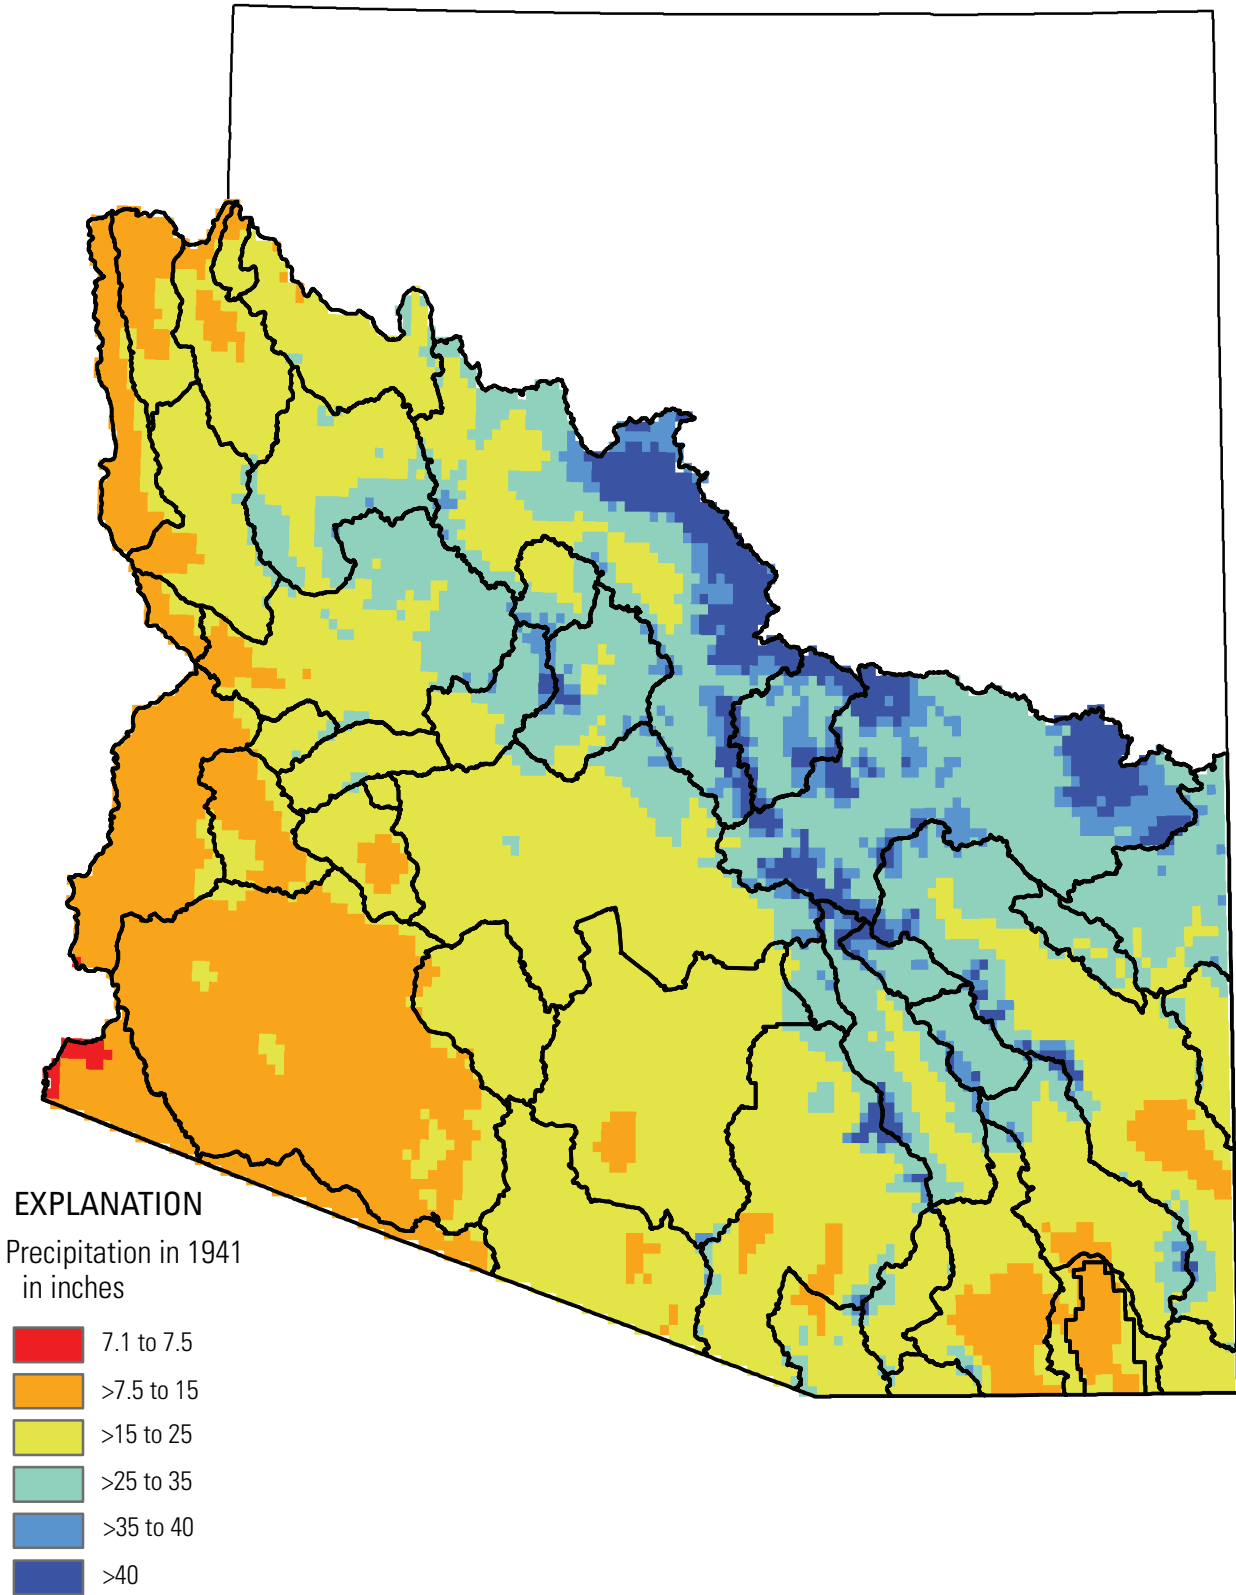 EXPLANATION
Precipitation in 1941
in inches
7.1 to 7.5
>7.5 to 15
>15 to 25
>25 to 35
>35 to 40
>40